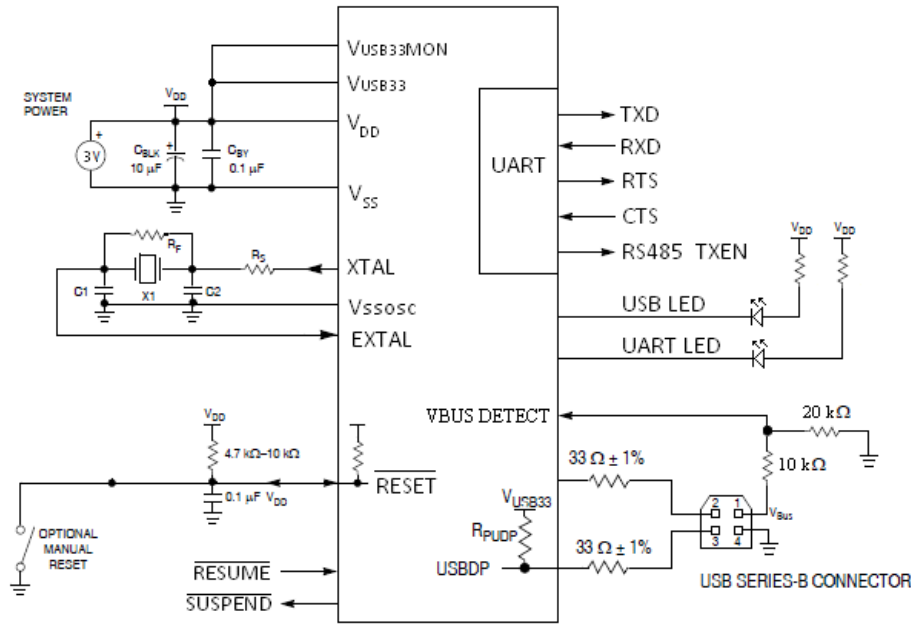 VUSB33MON
VUSB33
SYSTEM
POWER
VDD
VDD
+
3V
CBLK
10 µF
+
CBY
0.1 µF
VSS
UART
TXD
RXD
RTS
CTS
RS485 TXEN
VDD
VDD
RF
RS
XTAL
C1
X1
C2
VSSOSC
EXTAL
USB LED
UART LED
VBUS DETECT
20 kΩ
10 kΩ
VDD
4.7 kΩ–10 kΩ
RESET
0.1 µF
VDD
OPTIONAL
MANUAL
RESET
33 Ω ± 1%
VUSB33
RPUDP
33 Ω ± 1%
USBDP
2
1
3
4
VBus
USB SERIES-B CONNECTOR
RESUME
SUSPEND